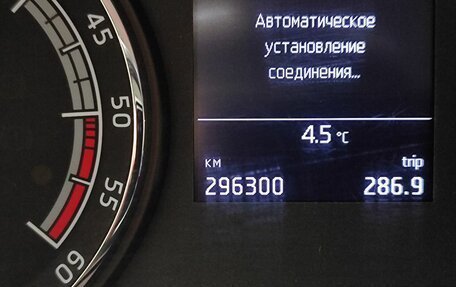 45
50
55
60
Автоматическое
установление
соединения...
4.5 °C
км trip
296300 286.9